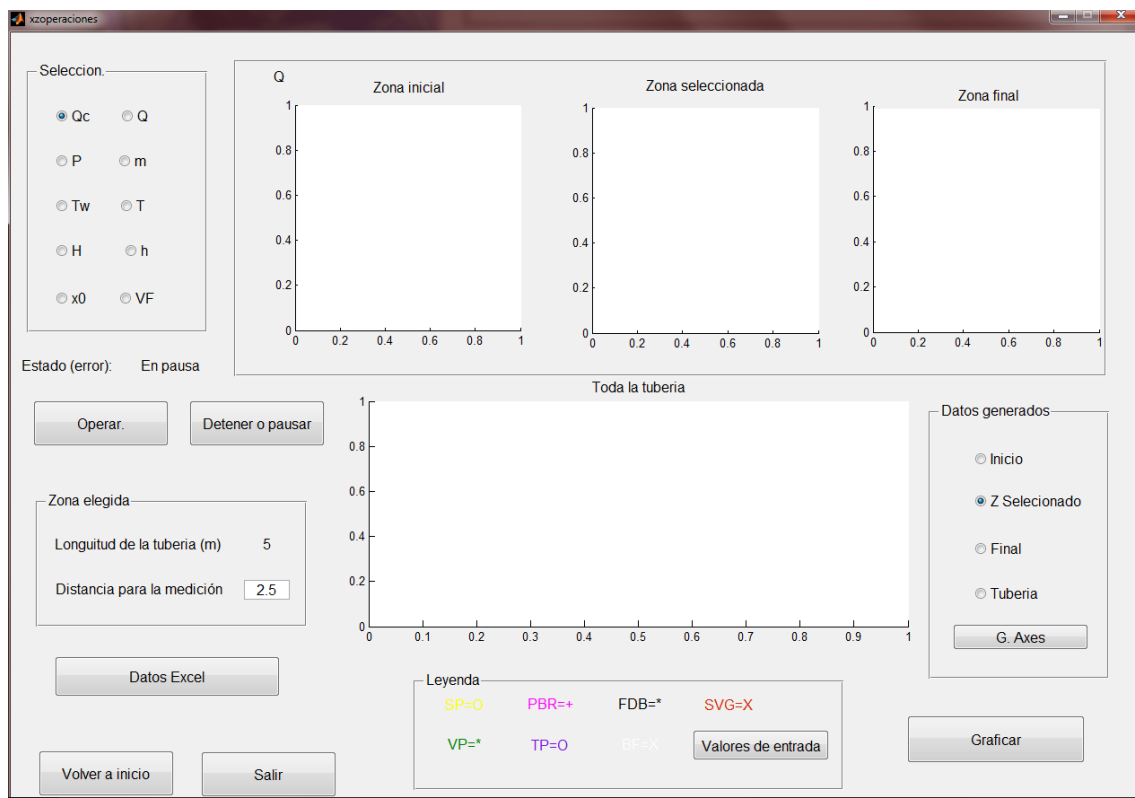 xzoperaciones
Seleccion.
Qc Q
P m
Tw T
H h
x0 VF
Estado (error): En pausa
Operar. Detener o pausar
Zona elegida
Longuitud de la tuberia (m) 5
Distancia para la medición 2.5
Datos Excel
Volver a inicio Salir
Q
Zona inicial
1
0.8
0.6
0.4
0.2
0
0 0.2 0.4 0.6 0.8 1
Zona seleccionada
1
0.8
0.6
0.4
0.2
0
0 0.2 0.4 0.6 0.8 1
Zona final
1
0.8
0.6
0.4
0.2
0
0 0.2 0.4 0.6 0.8 1
Toda la tuberia
1
0.8
0.6
0.4
0.2
0
0 0.1 0.2 0.3 0.4 0.5 0.6 0.7 0.8 0.9 1
Leyenda
SP=O PBR=+ FDB=* SVG=X
VP=* TP=O BF=X Valores de entrada
Datos generados
Inicio
Z Selecionado
Final
Tuberia
G. Axes
Graficar